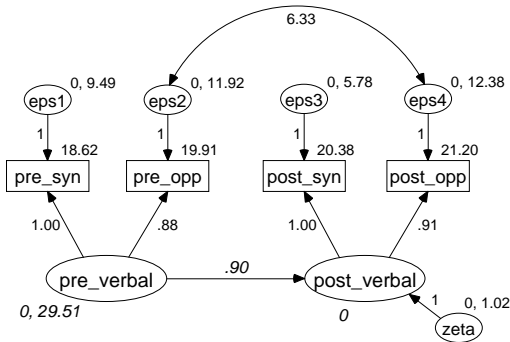 6.33
0, 9.49
0, 11.92
0, 5.78
0, 12.38
eps1
eps2
eps3
eps4
1
1
1
1
18.62
19.91
20.38
21.20
pre_syn
pre_opp
post_syn
post_opp
1.00
.88
1.00
.91
pre_verbal
.90
post_verbal
0, 29.51
0
1
0, 1.02
zeta